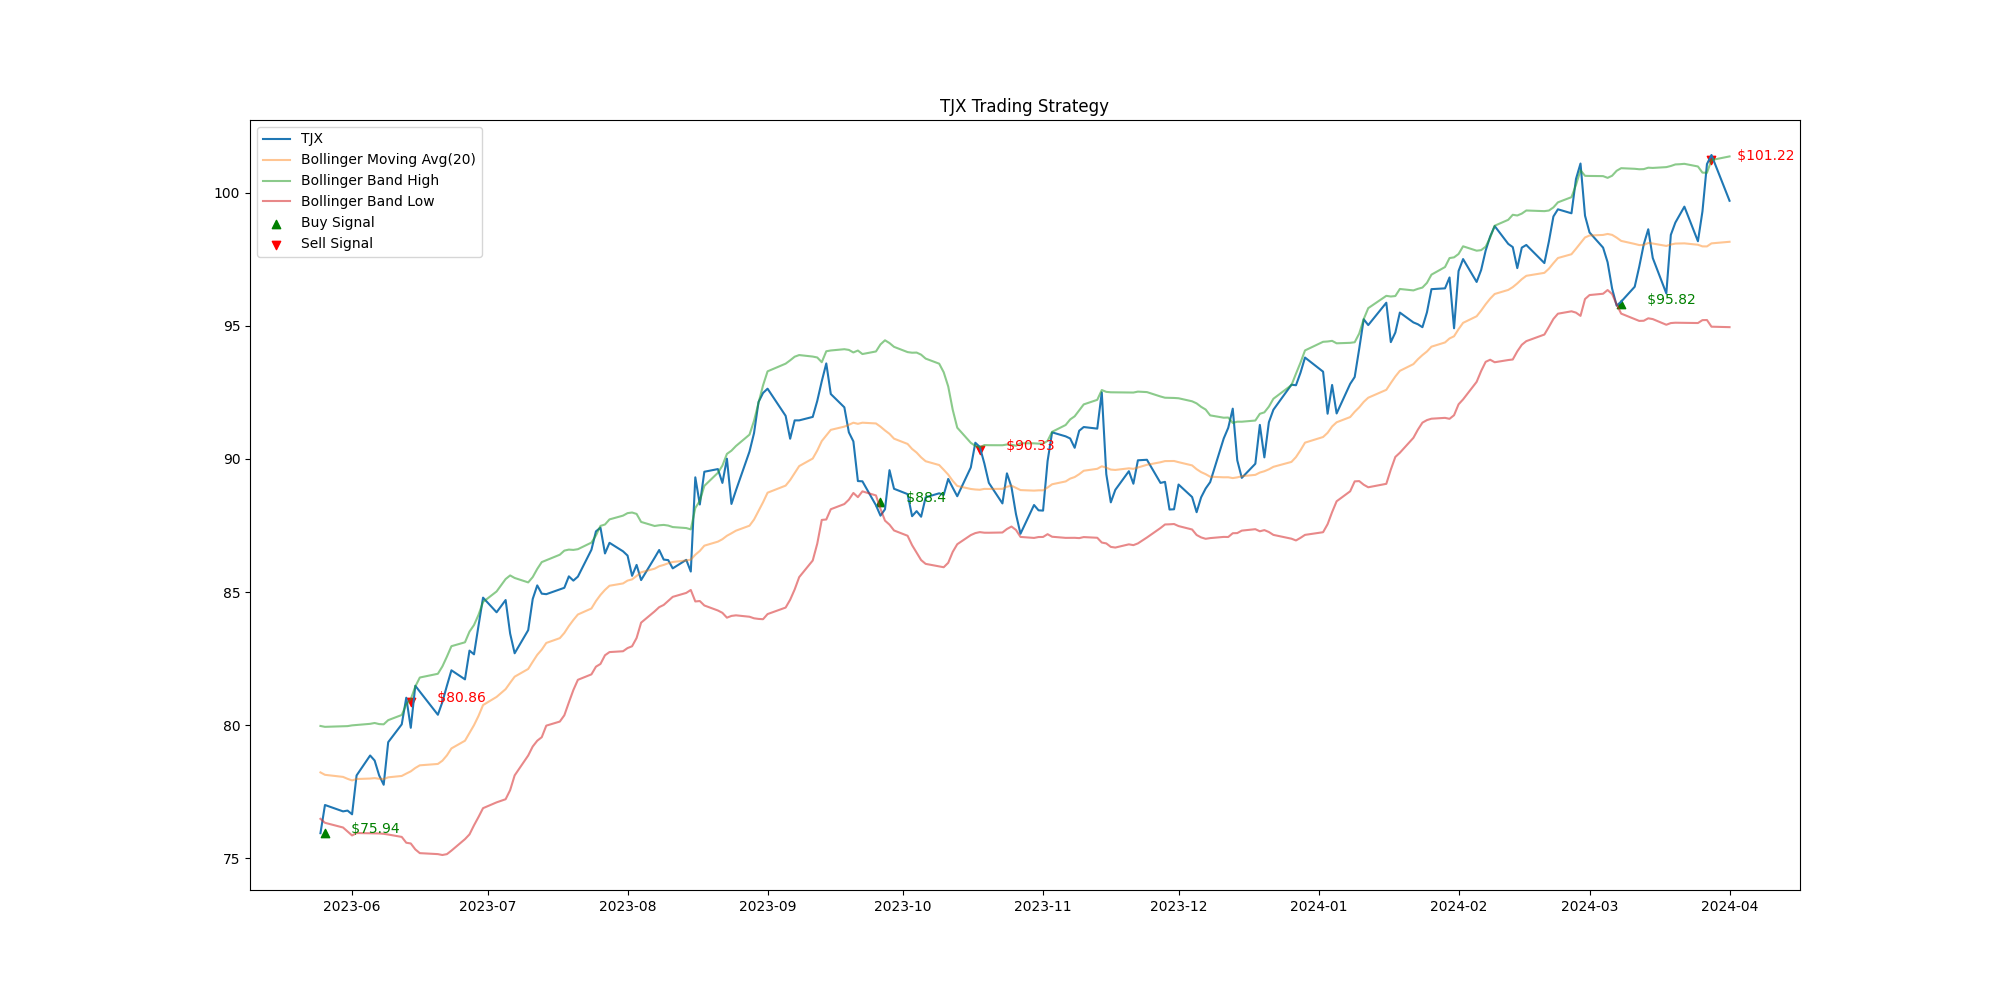 TJX Trading Strategy
TJX
Bollinger Moving Avg(20)
Bollinger Band High
Bollinger Band Low
Buy Signal
Sell Signal
$101.22
$95.82
$90.33
$88.4
$80.86
$75.94
100
95
90
85
80
75
2023-06 2023-07 2023-08 2023-09 2023-10 2023-11 2023-12 2024-01 2024-02 2024-03 2024-04